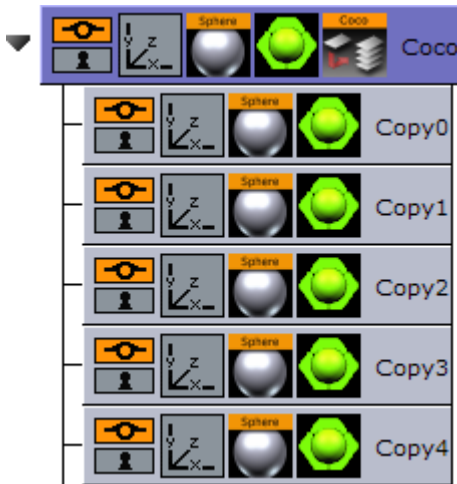 Sphere Coco
y z x Coco
Sphere
y z x Copy0
Sphere
y z x Copy1
Sphere
y z x Copy2
Sphere
y z x Copy3
Sphere
y z x Copy4